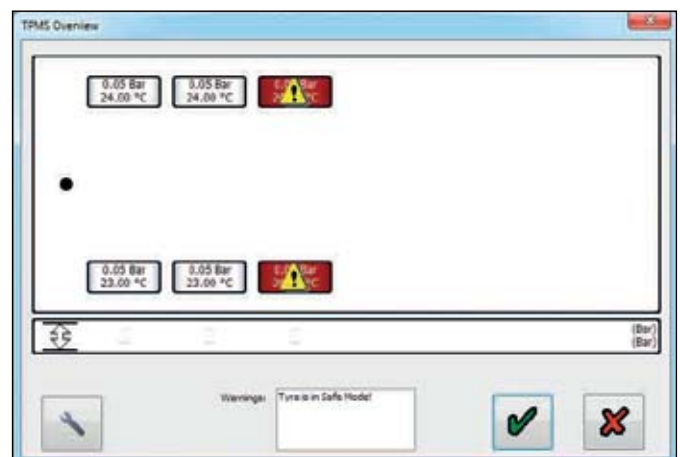 TPMS Overview
0.05 Bar 0.05 Bar
24.00 °C 24.00 °C
0.05 Bar 0.05 Bar
23.00 °C 23.00 °C
(Bar)
(Bar)
Warnings: Tyre is in Safe Mode!